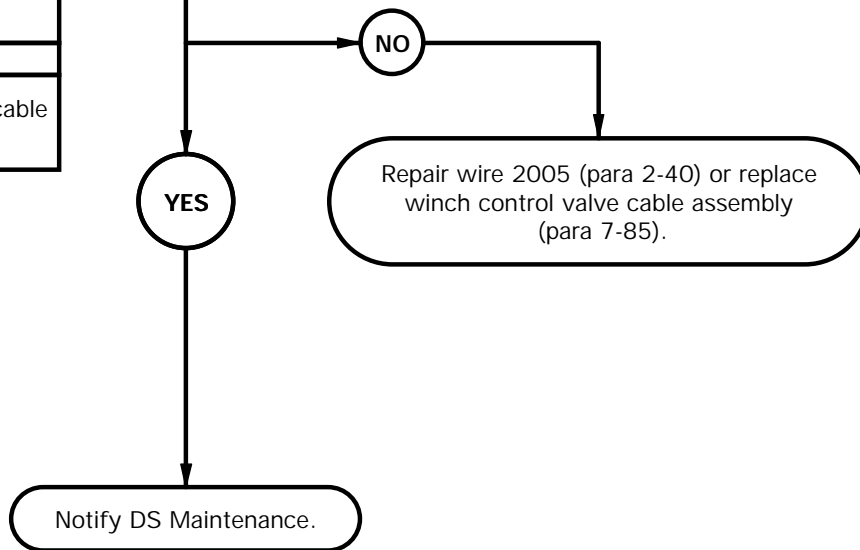 NO
cable
YES
Repair wire 2005 (para 2-40) or replace
winch control valve cable assembly
(para 7-85).
Notify DS Maintenance.